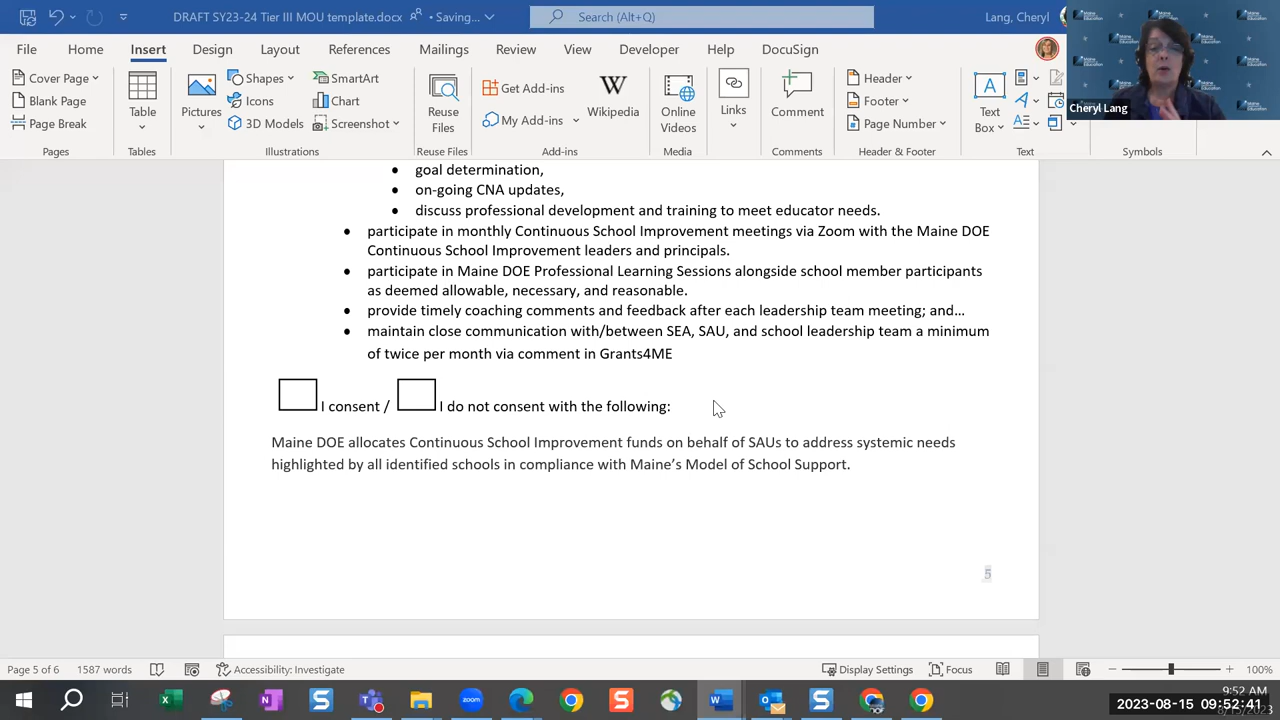 DRAFT SY23-24 Tier III MOU template.docx
Saving...
Search (Alt+Q)
Lang, Cheryl
File
Home
Insert
Design
Layout
References
Mailings
Review
View
Developer
Help
DocuSign
Cover Page
Blank Page
Page Break
Table
Pictures
Shapes
Icons
3D Models
SmartArt
Chart
Screenshot
Reuse
Files
Get Add-ins
My Add-ins
Wikipedia
Online
Videos
Links
Comment
Header
Footer
Page Number
Text
Box
Pages
Tables
Illustrations
Reuse Files
Add-ins
Media
Comments
Header & Footer
Text
Symbols
Cheryl Lang
• goal determination,
• on-going CNA updates,
• discuss professional development and training to meet educator needs.
• participate in monthly Continuous School Improvement meetings via Zoom with the Maine DOE
Continuous School Improvement leaders and principals.
• participate in Maine DOE Professional Learning Sessions alongside school member participants
as deemed allowable, necessary, and reasonable.
• provide timely coaching comments and feedback after each leadership team meeting; and…
• maintain close communication with/between SEA, SAU, and school leadership team a minimum
of twice per month via comment in Grants4ME
I consent / I do not consent with the following:
Maine DOE allocates Continuous School Improvement funds on behalf of SAUs to address systemic needs
highlighted by all identified schools in compliance with Maine's Model of School Support.
5
Page 5 of 6
1587 words
Accessibility: Investigate
Display Settings
Focus
100%
9:52 AM
2023-08-15 09:52:41